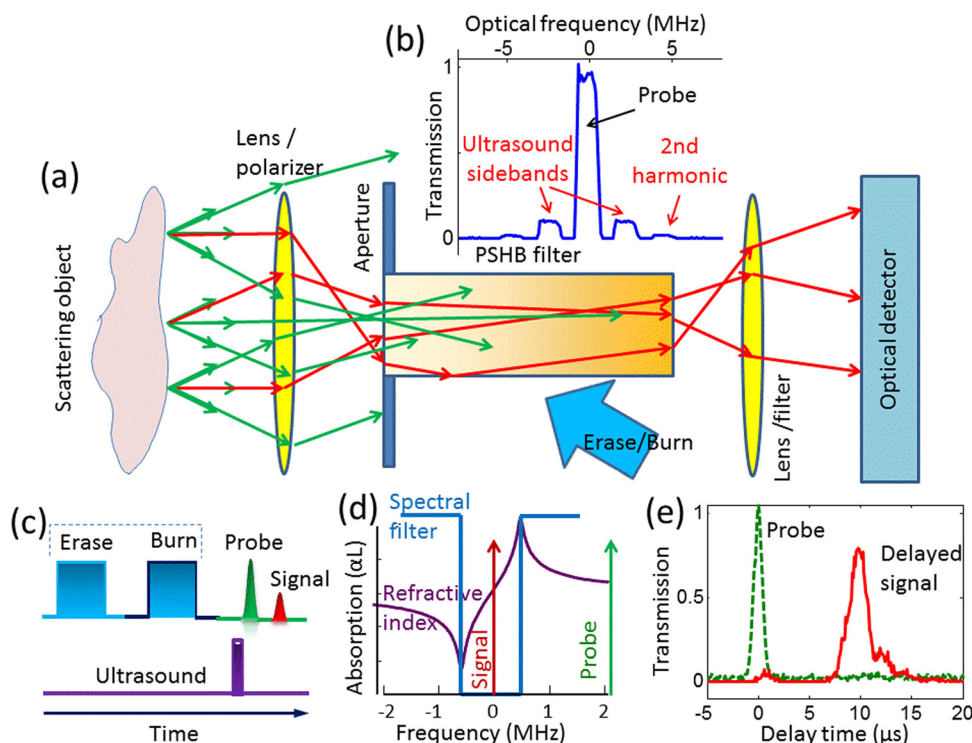 (a)
Scattering object
Lens /
polarizer
Aperture
(b)
Optical frequency (MHz)
-5 0 5
Transmission
1
0
Probe
Ultrasound
sidebands
2nd
harmonic
PSHB filter
Erase/Burn
Lens /filter
Optical detector
(c)
Erase
Burn
Probe
Signal
Ultrasound
Time
(d)
Spectral
filter
Refractive
index
Signal
Probe
Absorption (αL)
-2 -1 0 1 2
Frequency (MHz)
(e)
Probe
Delayed
signal
Transmission
1
0.5
0
-5 0 5 10 15 20
Delay time (μs)